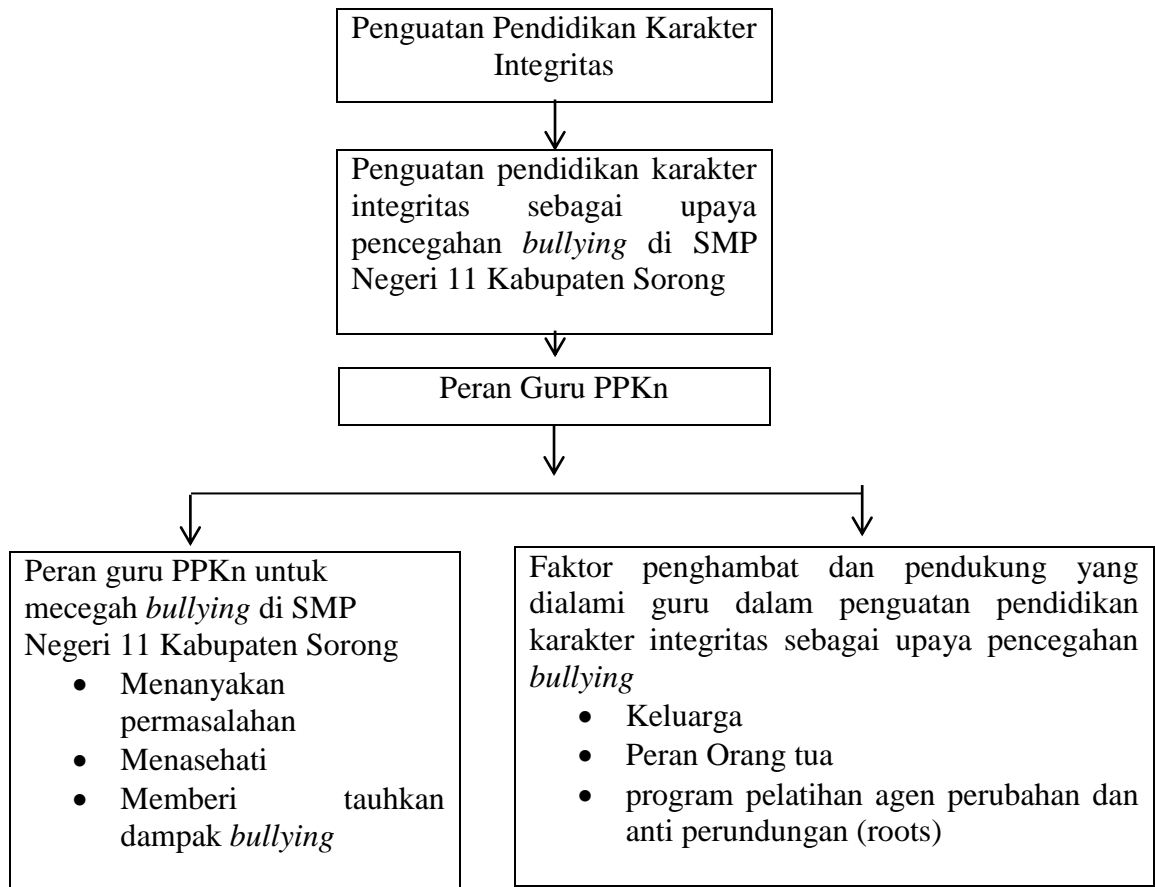 Penguatan Pendidikan Karakter
Integritas
Penguatan pendidikan karakter
integritas sebagai upaya
pencegahan bullying di SMP
Negeri 11 Kabupaten Sorong
Peran Guru PPKn
Peran guru PPKn untuk
mecegah bullying di SMP
Negeri 11 Kabupaten Sorong
• Menanyakan
permasalahan
• Menasehati
• Memberi tauhkan
dampak bullying
Faktor penghambat dan pendukung yang
dialami guru dalam penguatan pendidikan
karakter integritas sebagai upaya pencegahan
bullying
• Keluarga
• Peran Orang tua
• program pelatihan agen perubahan dan
anti perundungan (roots)